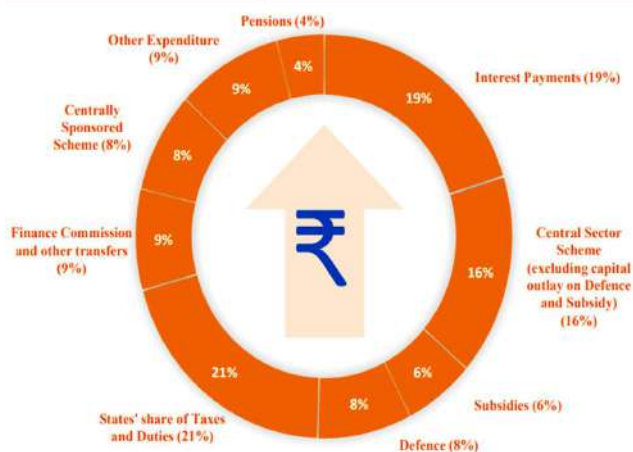 Pensions (4%)
4%
Interest Payments (19%)
19%
Central Sector
Scheme
(excluding capital
outlay on Defence
and Subsidy)
(16%)
16%
Subsidies (6%)
6%
Defence (8%)
8%
States' share of Taxes
and Duties (21%)
21%
Finance Commission
and other transfers
(9%)
9%
Centrally
Sponsored
Scheme (8%)
8%
Other Expenditure
(9%)
9%
₹